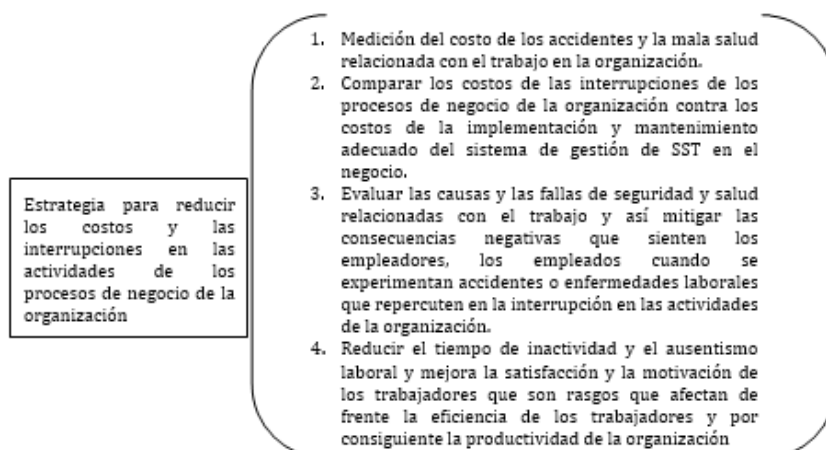 Estrategia para reducir
los costos y las
interrupciones en las
actividades de los
procesos de negocio de la
organización
1. Medición del costo de los accidentes y la mala salud
relacionada con el trabajo en la organización.
2. Comparar los costos de las interrupciones de los
procesos de negocio de la organización contra los
costos de la implementación y mantenimiento
adecuado del sistema de gestión de SST en el
negocio.
3. Evaluar las causas y las fallas de seguridad y salud
relacionadas con el trabajo y así mitigar las
consecuencias negativas que sienten los
empleadores, los empleados cuando se
experimentan accidentes o enfermedades laborales
que repercuten en la interrupción en las actividades
de la organización.
4. Reducir el tiempo de inactividad y el ausentismo
laboral y mejora la satisfacción y la motivación de
los trabajadores que son rasgos que afectan de
frente la eficiencia de los trabajadores y por
consiguiente la productividad de la organización